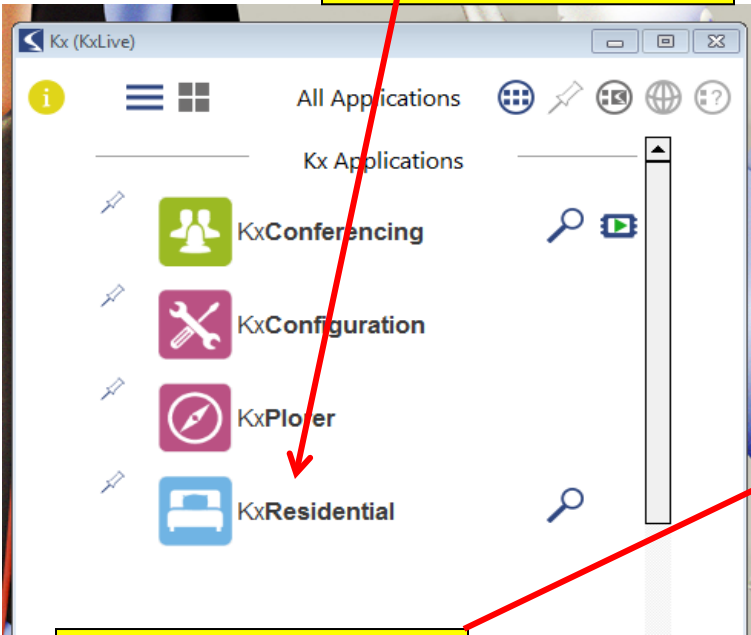 Kx (KxLive)
i
All Applications
?
Kx Applications
KxConferencing
KxConfiguration
KxPlorer
KxResidential